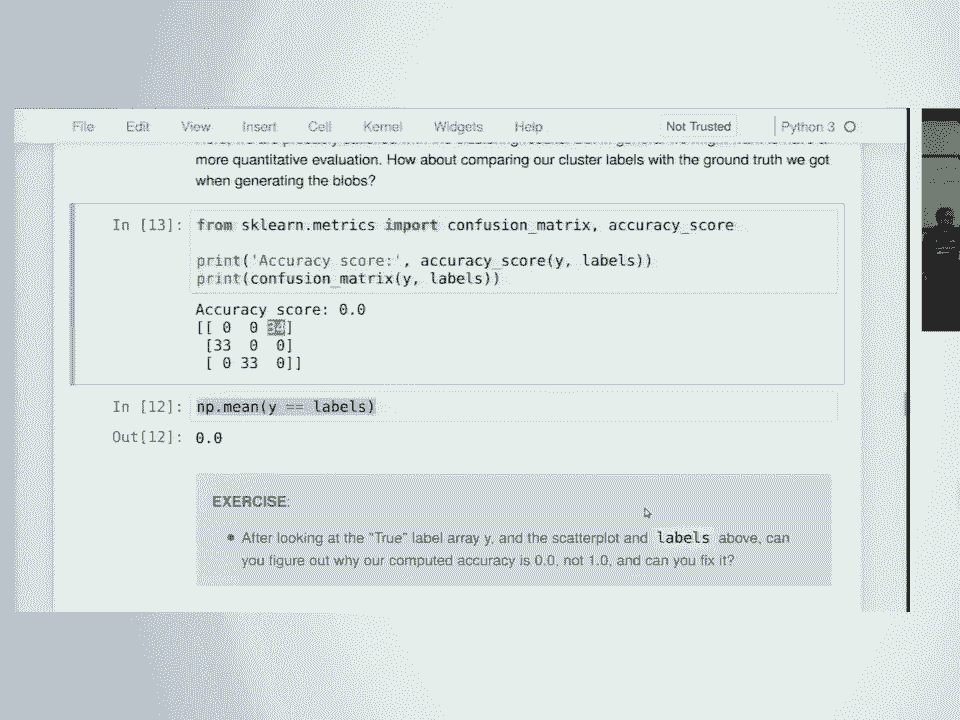 File Edit View Insert Cell Kernel Widgets Help Not Trusted Python 3
more quantitative evaluation. How about comparing our cluster labels with the ground truth we got
when generating the blobs?
In [13]: from sklearn.metrics import confusion_matrix, accuracy_score
print('Accuracy score:', accuracy_score(y, labels))
print(confusion_matrix(y, labels))
Accuracy score: 0.0
[[ 0 0 34]
[33 0 0]
[ 0 33 0]]
In [12]: np.mean(y == labels)
Out[12]: 0.0
EXERCISE:
• After looking at the "True" label array y, and the scatterplot and labels above, can
you figure out why our computed accuracy is 0.0, not 1.0, and can you fix it?